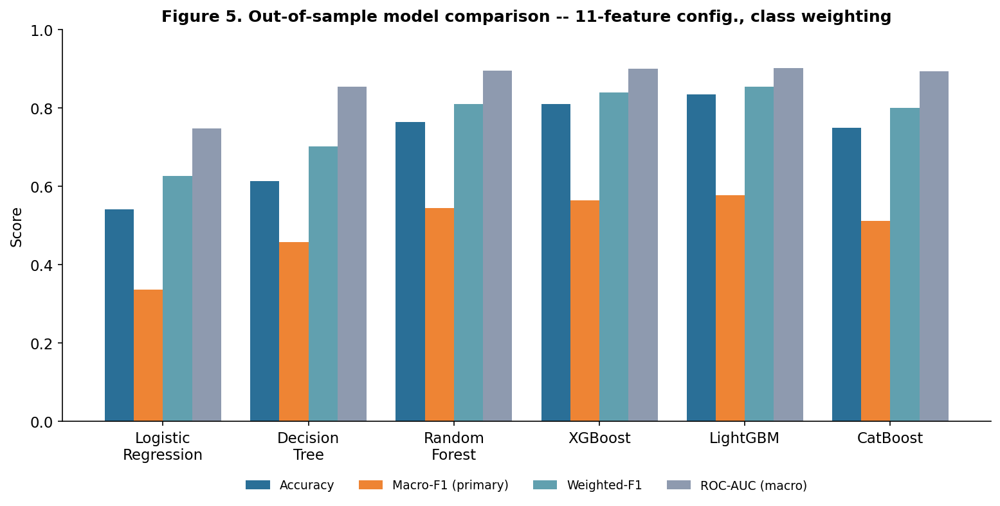 Figure 5. Out-of-sample model comparison -- 11-feature config., class weighting
1.0
0.8
0.6
0.4
0.2
0.0
Score
Logistic
Regression
Decision
Tree
Random
Forest
XGBoost
LightGBM
CatBoost
Accuracy
Macro-F1 (primary)
Weighted-F1
ROC-AUC (macro)